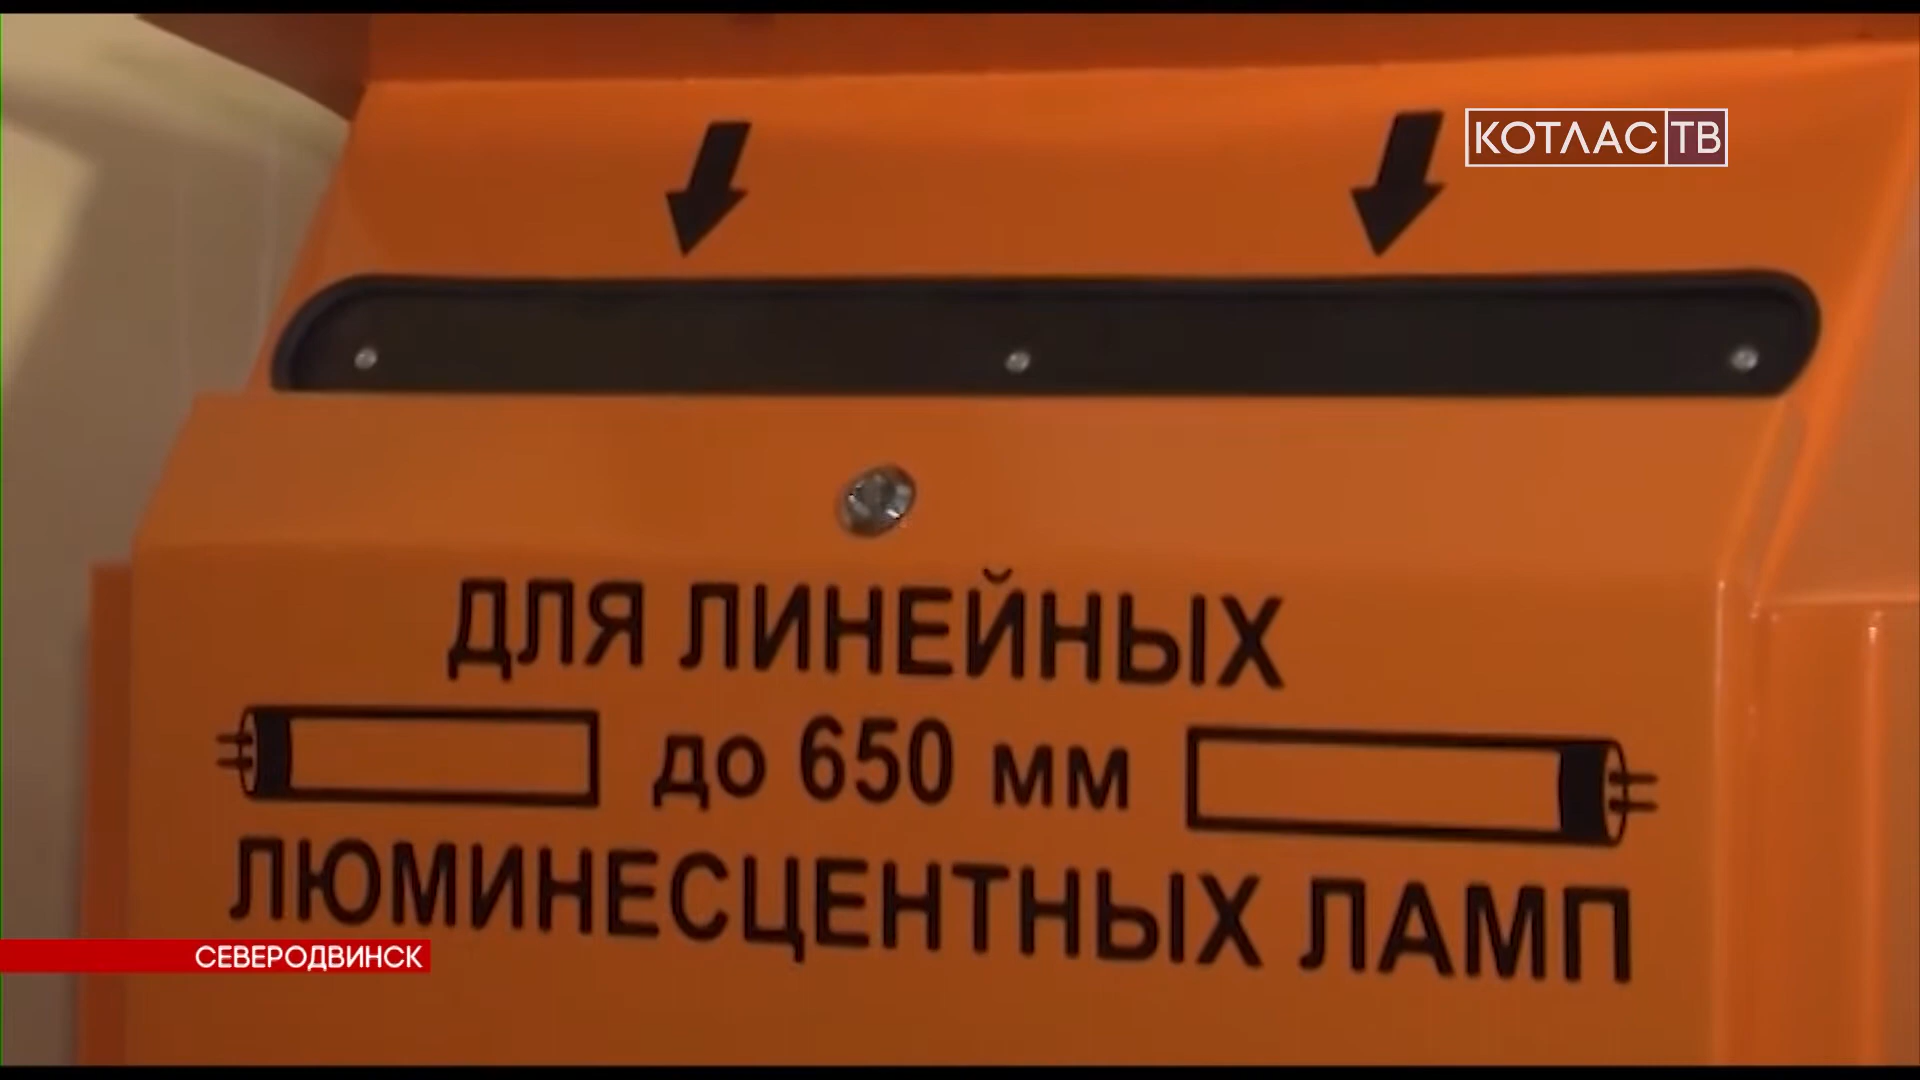 КОТЛАС ТВ
ДЛЯ ЛИНЕЙНЫХ
до 650 мм
ЛЮМИНЕСЦЕНТНЫХ ЛАМП
СЕВЕРОДВИНСК